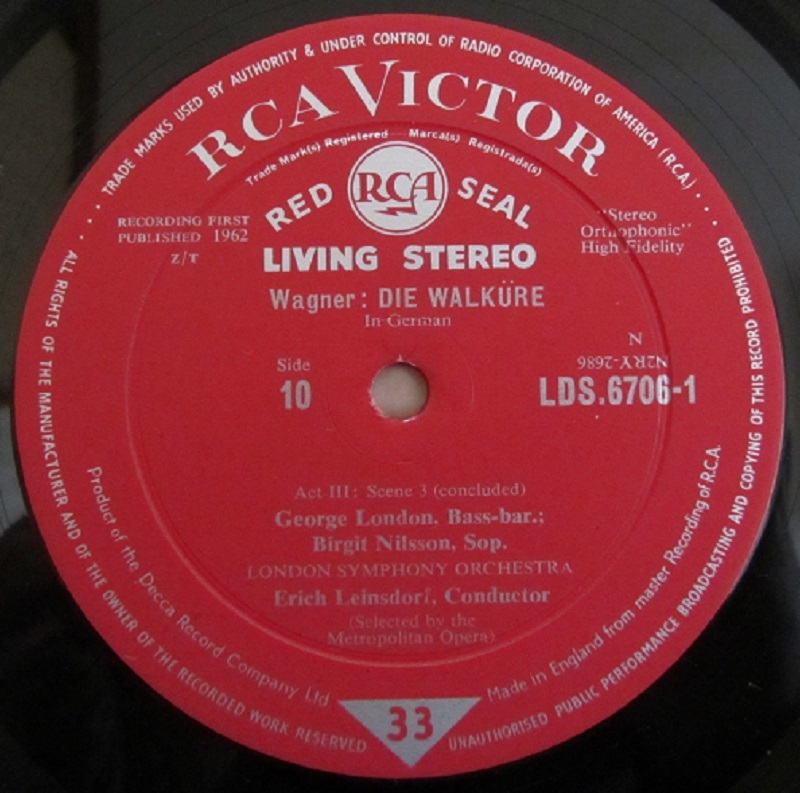 TRADE MARKS USED BY AUTHORITY & UNDER CONTROL OF RADIO CORPORATION OF AMERICA (R.C.A.)
RCA VICTOR
Trade Mark(s) Registered — Marca(s) Registrada(s)
RED RCA SEAL
RECORDING FIRST
PUBLISHED 1962
Z/T
"Stereo
Orthophonic"
High Fidelity
LIVING STEREO
Wagner: DIE WALKÜRE
In German
Side
10
N
N2RY-2686
LDS.6706-1
Act III: Scene 3 (concluded)
George London, Bass-bar.;
Birgit Nilsson, Sop.
LONDON SYMPHONY ORCHESTRA
Erich Leinsdorf, Conductor
(Selected by the
Metropolitan Opera)
Product of the Decca Record Company Ltd
Made in England from master Recording of R.C.A.
33
ALL RIGHTS OF THE MANUFACTURER AND OF THE OWNER OF THE RECORDED WORK RESERVED
UNAUTHORISED PUBLIC PERFORMANCE BROADCASTING AND COPYING OF THIS RECORD PROHIBITED